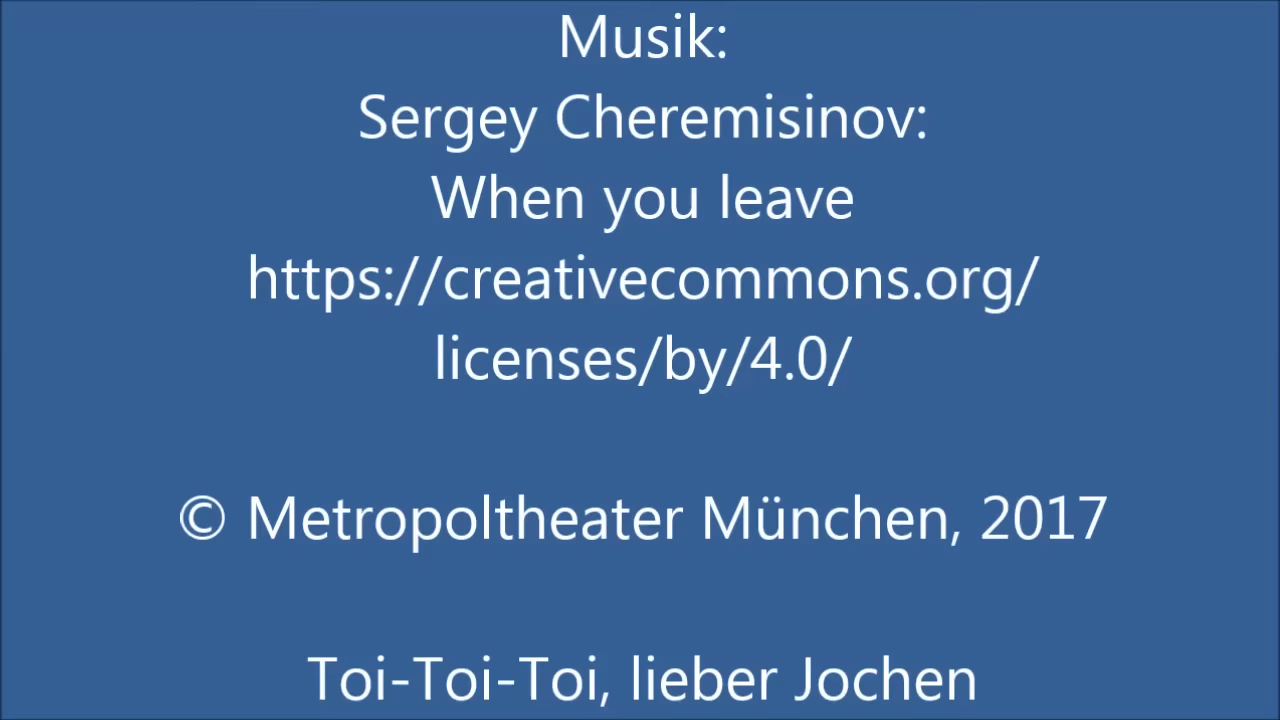 Musik:
Sergey Cheremisinov:
When you leave
https://creativecommons.org/
licenses/by/4.0/
© Metropoltheater München, 2017
Toi-Toi-Toi, lieber Jochen